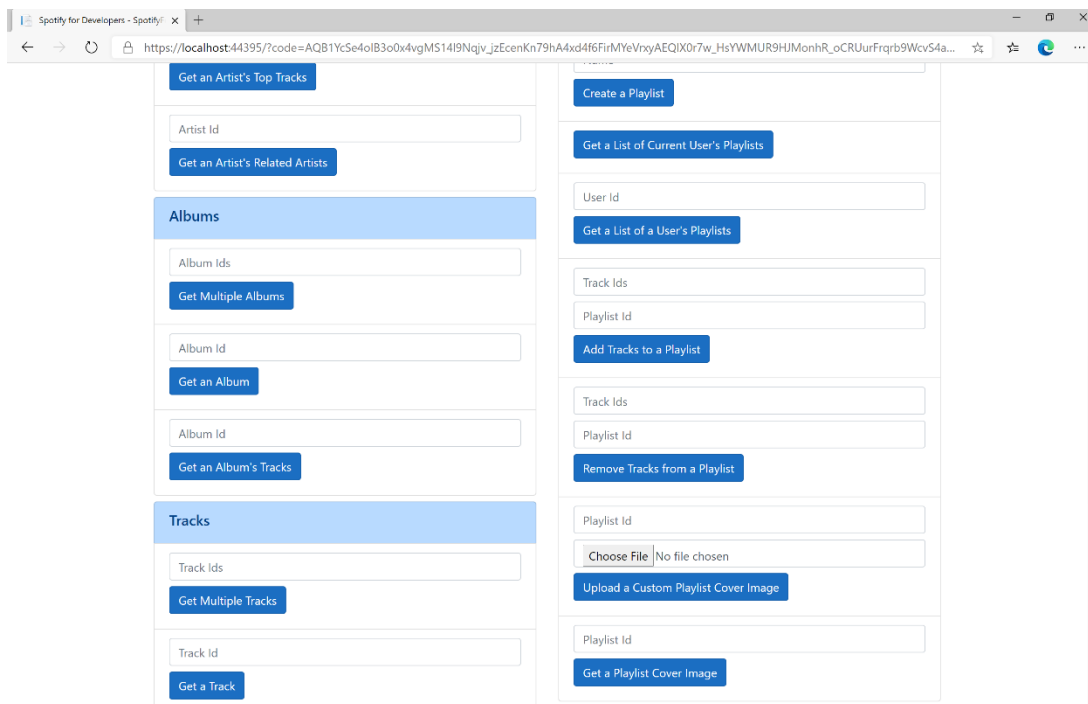 Spotify for Developers - Spotify
https://localhost:44395/?code=AQB1YcSe4oIB3o0x4vgMS14I9Nqjv_jzEcenKn79hA4xd4f6FirMYeVrxyAEQIX0r7w_HsYWMUR9HJMonhR_oCRUurFrqrb9WcvS4a...
Get an Artist's Top Tracks
Artist Id
Get an Artist's Related Artists
Albums
Album Ids
Get Multiple Albums
Album Id
Get an Album
Album Id
Get an Album's Tracks
Tracks
Track Ids
Get Multiple Tracks
Track Id
Get a Track
Create a Playlist
Get a List of Current User's Playlists
User Id
Get a List of a User's Playlists
Track Ids
Playlist Id
Add Tracks to a Playlist
Track Ids
Playlist Id
Remove Tracks from a Playlist
Playlist Id
Choose File No file chosen
Upload a Custom Playlist Cover Image
Playlist Id
Get a Playlist Cover Image